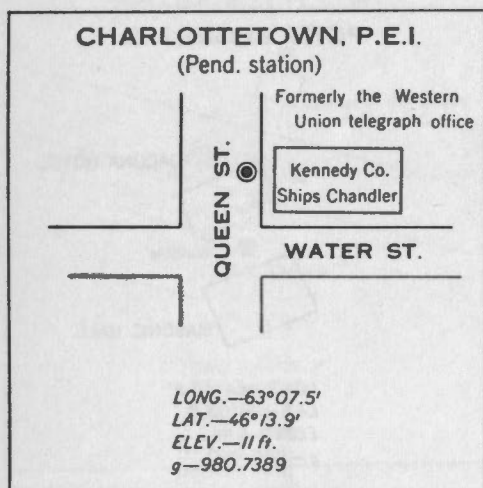 CHARLOTTETOWN, P.E.I.
(Pend. station)
Formerly the Western
Union telegraph office
QUEEN ST.
Kennedy Co.
Ships Chandler
WATER ST.
LONG.—63°07.5'
LAT.—46°13.9'
ELEV.—11 ft.
g—980.7389